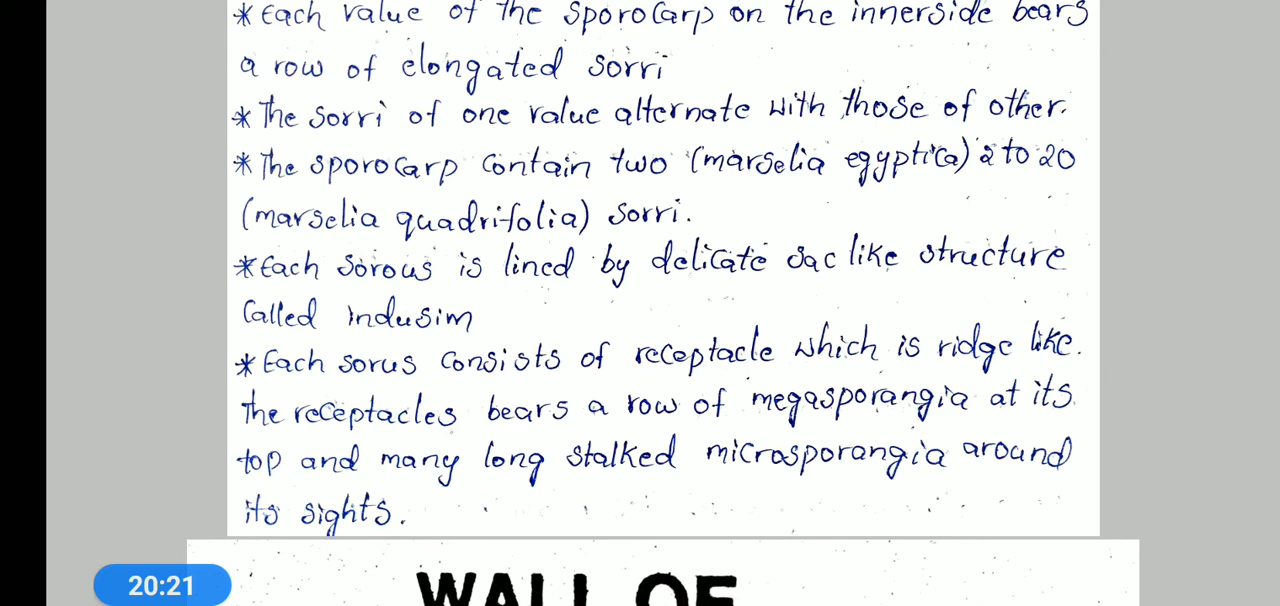 * Each value of the sporocarp on the innerside bears
a row of elongated sorri
* The sorri of one value alternate with those of other.
* The sporocarp contain two (marselia egyptica) 2 to 20
(marselia quadrifolia) sorri.
* Each sorous is lined by delicate sac like structure
called indusim
* Each sorus consists of receptacle which is ridge like.
The receptacles bears a row of megasporangia at its
top and many long stalked microsporangia around
its sights.
20:21
WALL OF